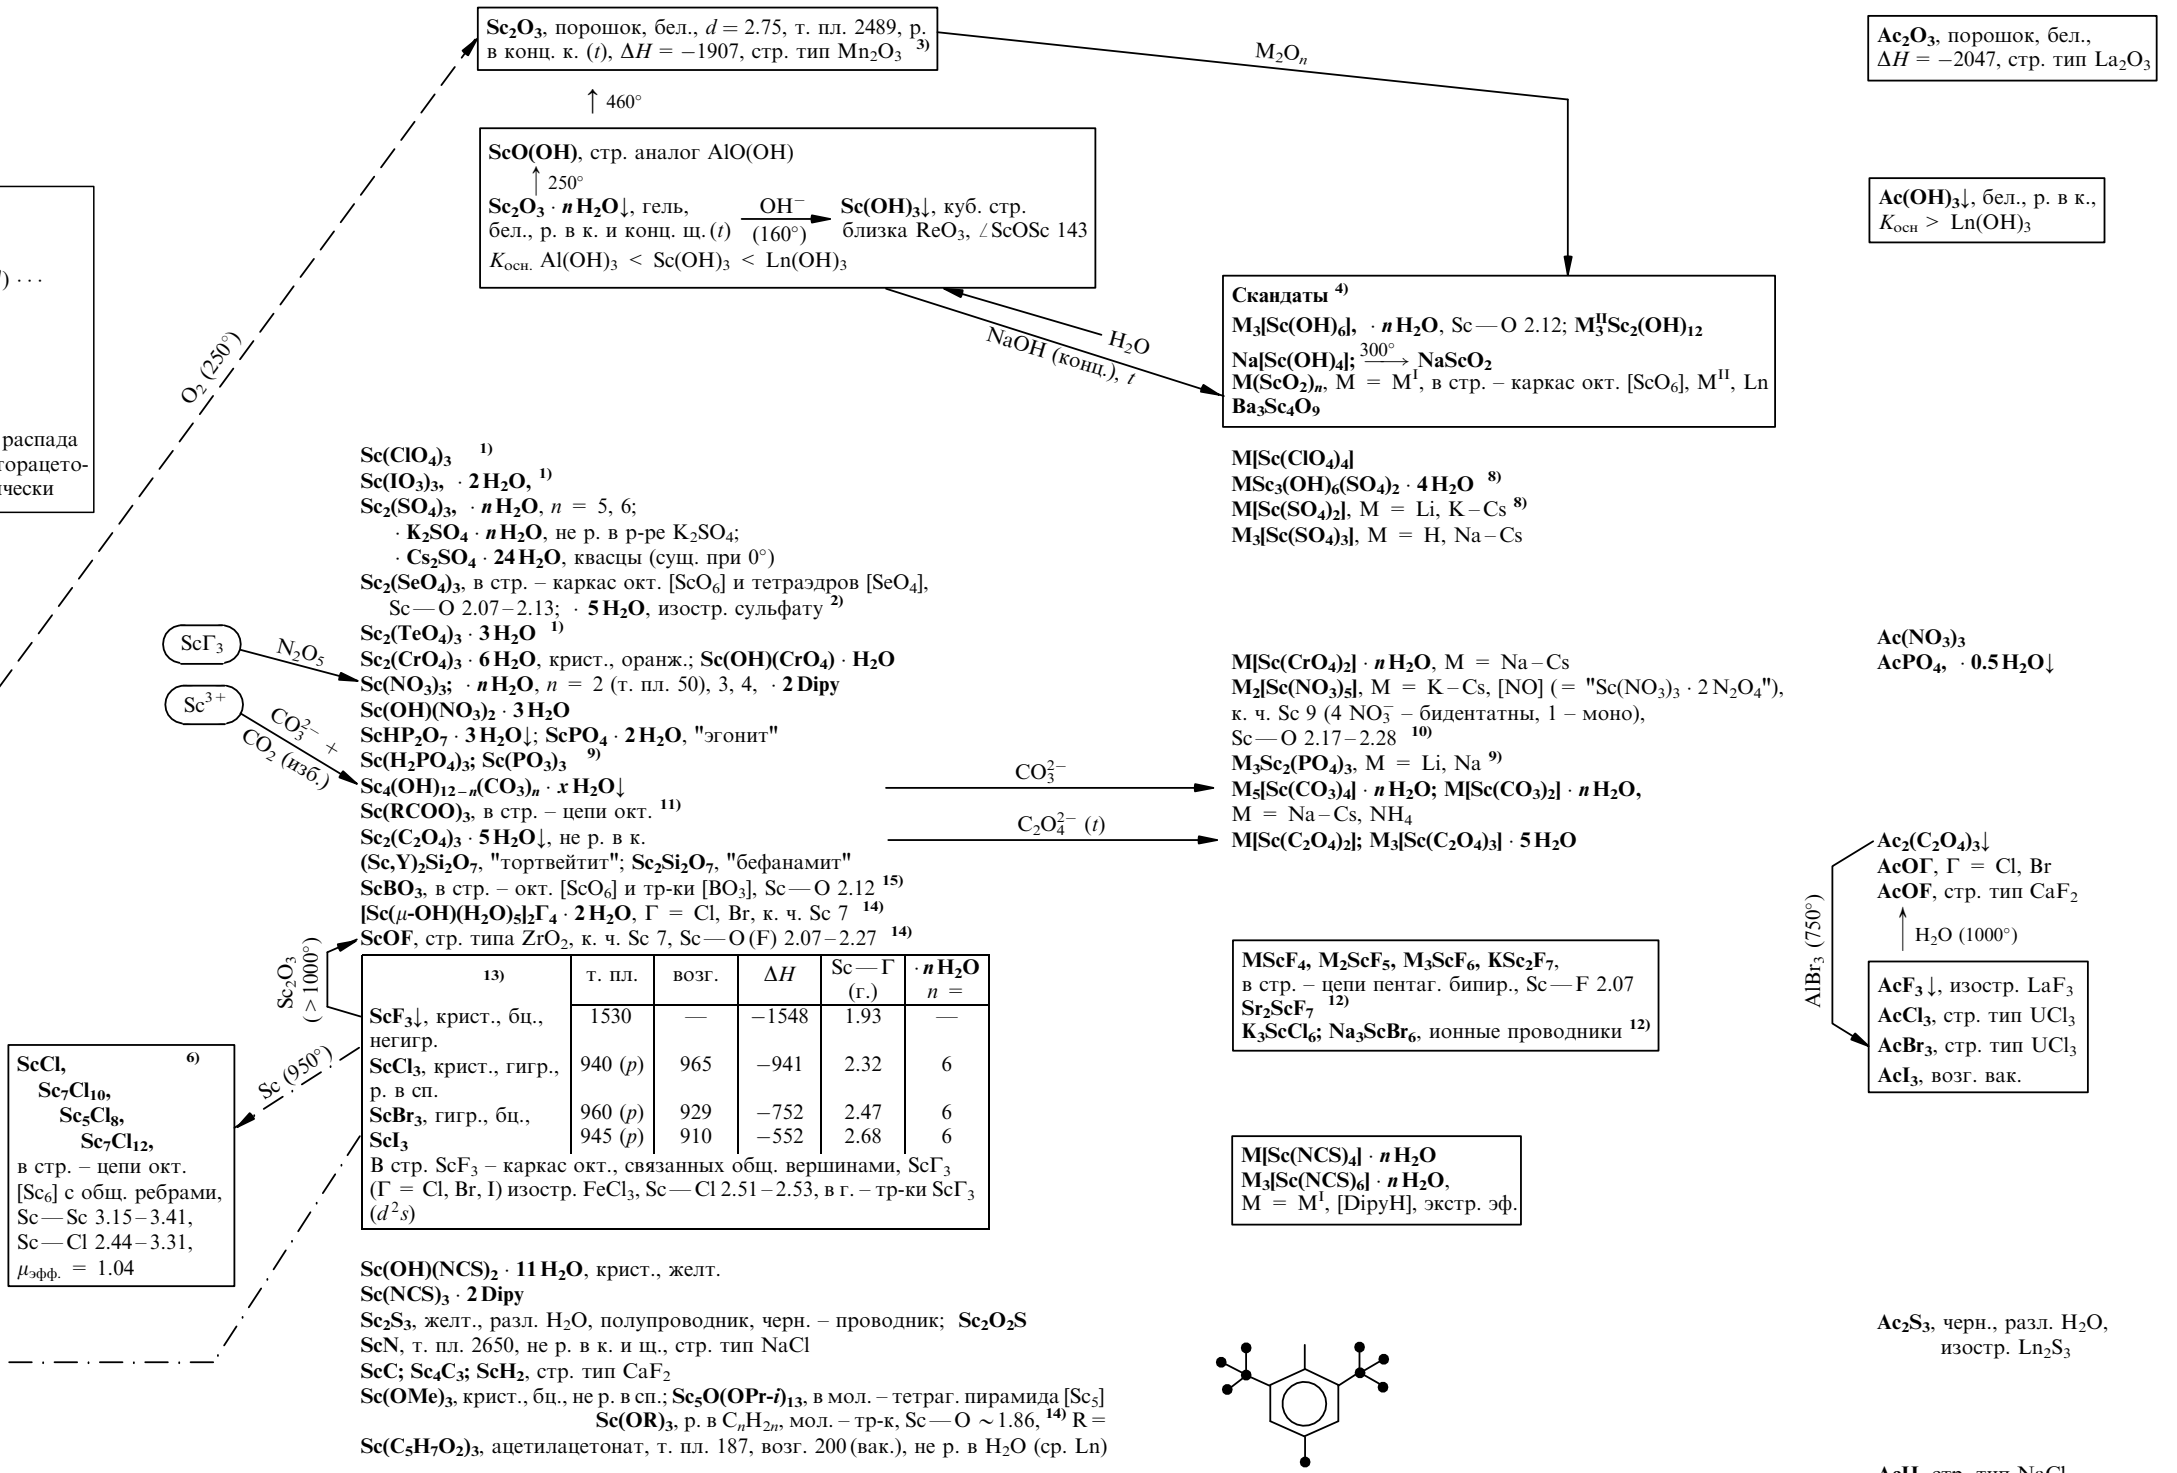 Sc₂O₃, порошок, бел., d = 2.75, т. пл. 2489, р.
в конц. к. (t), ΔH = −1907, стр. тип Mn₂O₃ ³⁾
M₂Oₙ
Ac₂O₃, порошок, бел.,
ΔH = −2047, стр. тип La₂O₃
↑ 460°
ScO(OH), стр. аналог AlO(OH)
↑ 250°
Sc₂O₃ · nH₂O↓, гель,
бел., р. в к. и конц. щ. (t)
OH⁻
(160°)
Sc(OH)₃↓, куб. стр.
близка ReO₃, ∠ScOSc 143
Kосн. Al(OH)₃ < Sc(OH)₃ < Ln(OH)₃
Ac(OH)₃↓, бел., р. в к.,
Kосн > Ln(OH)₃
) ···
распада
торацето-
чески
O₂ (250°)
H₂O
NaOH (конц.), t
Скандаты ⁴⁾
M₃[Sc(OH)₆], · nH₂O, Sc—O 2.12; M₃ᴵᴵSc₂(OH)₁₂
Na[Sc(OH)₄]; 300° → NaScO₂
M(ScO₂)ₙ, M = Mᴵ, в стр. – каркас окт. [ScO₆], Mᴵᴵ, Ln
Ba₃Sc₄O₉
Sc(ClO₄)₃ ¹⁾
Sc(IO₃)₃, · 2H₂O, ¹⁾
Sc₂(SO₄)₃, · nH₂O, n = 5, 6;
· K₂SO₄ · nH₂O, не р. в р-ре K₂SO₄;
· Cs₂SO₄ · 24H₂O, квасцы (сущ. при 0°)
Sc₂(SeO₄)₃, в стр. – каркас окт. [ScO₆] и тетраэдров [SeO₄],
Sc—O 2.07–2.13; · 5H₂O, изостр. сульфату ²⁾
Sc₂(TeO₄)₃ · 3H₂O ¹⁾
Sc₂(CrO₄)₃ · 6H₂O, крист., оранж.; Sc(OH)(CrO₄) · H₂O
Sc(NO₃)₃; · nH₂O, n = 2 (т. пл. 50), 3, 4, · 2Dipy
Sc(OH)(NO₃)₂ · 3H₂O
ScHP₂O₇ · 3H₂O↓; ScPO₄ · 2H₂O, "эгонит"
Sc(H₂PO₄)₃; Sc(PO₃)₃ ⁹⁾
Sc₄(OH)₁₂₋ₙ(CO₃)ₙ · xH₂O↓
Sc(RCOO)₃, в стр. – цепи окт. ¹¹⁾
Sc₂(C₂O₄)₃ · 5H₂O↓, не р. в к.
(Sc,Y)₂Si₂O₇, "тортвейтит"; Sc₂Si₂O₇, "бефанамит"
ScBO₃, в стр. – окт. [ScO₆] и тр-ки [BO₃], Sc—O 2.12 ¹⁵⁾
[Sc(μ-OH)(H₂O)₅]₂Г₄ · 2H₂O, Г = Cl, Br, к. ч. Sc 7 ¹⁴⁾
ScOF, стр. типа ZrO₂, к. ч. Sc 7, Sc—O(F) 2.07–2.27 ¹⁴⁾
ScГ₃
N₂O₅
Sc³⁺
CO₃²⁻ +
CO₂ (изб.)
CO₃²⁻
C₂O₄²⁻ (t)
M[Sc(ClO₄)₄]
MSc₃(OH)₆(SO₄)₂ · 4H₂O ⁸⁾
M[Sc(SO₄)₂], M = Li, K–Cs ⁸⁾
M₃[Sc(SO₄)₃], M = H, Na–Cs
M[Sc(CrO₄)₂] · nH₂O, M = Na–Cs
M₂[Sc(NO₃)₅], M = K–Cs, [NO] (= "Sc(NO₃)₃ · 2N₂O₄"),
к. ч. Sc 9 (4 NO₃⁻ – бидентатны, 1 – моно),
Sc—O 2.17–2.28 ¹⁰⁾
M₃Sc₂(PO₄)₃, M = Li, Na ⁹⁾
M₅[Sc(CO₃)₄] · nH₂O; M[Sc(CO₃)₂] · nH₂O,
M = Na–Cs, NH₄
M[Sc(C₂O₄)₂]; M₃[Sc(C₂O₄)₃] · 5H₂O
Ac(NO₃)₃
AcPO₄, · 0.5H₂O↓
Ac₂(C₂O₄)₃↓
AcOГ, Г = Cl, Br
AcOF, стр. тип CaF₂
↑ H₂O (1000°)
AlBr₃ (750°)
AcF₃↓, изостр. LaF₃
AcCl₃, стр. тип UCl₃
AcBr₃, стр. тип UCl₃
AcI₃, возг. вак.
Sc₂O₃
(>1000°)
Sc (950°)
¹³⁾ т. пл. возг. ΔH Sc—Г (г.) · nH₂O n =
ScF₃↓, крист., бц., 1530 — −1548 1.93 —
негигр.
ScCl₃, крист., гигр., 940 (p) 965 −941 2.32 6
р. в сп.
ScBr₃, гигр., бц., 960 (p) 929 −752 2.47 6
ScI₃ 945 (p) 910 −552 2.68 6
В стр. ScF₃ – каркас окт., связанных общ. вершинами, ScГ₃
(Г = Cl, Br, I) изостр. FeCl₃, Sc—Cl 2.51–2.53, в г. – тр-ки ScГ₃
(d²s)
MScF₄, M₂ScF₅, M₃ScF₆, KSc₂F₇,
в стр. – цепи пентаг. бипир., Sc—F 2.07
Sr₂ScF₇ ¹²⁾
K₃ScCl₆; Na₃ScBr₆, ионные проводники ¹²⁾
ScCl, ⁶⁾
Sc₇Cl₁₀,
Sc₅Cl₈,
Sc₇Cl₁₂,
в стр. – цепи окт.
[Sc₆] с общ. ребрами,
Sc—Sc 3.15–3.41,
Sc—Cl 2.44–3.31,
μэфф. = 1.04
M[Sc(NCS)₄] · nH₂O
M₃[Sc(NCS)₆] · nH₂O,
M = Mᴵ, [DipyH], экстр. эф.
Sc(OH)(NCS)₂ · 11H₂O, крист., желт.
Sc(NCS)₃ · 2Dipy
Sc₂S₃, желт., разл. H₂O, полупроводник, черн. – проводник; Sc₂O₂S
ScN, т. пл. 2650, не р. в к. и щ., стр. тип NaCl
ScC; Sc₄C₃; ScH₂, стр. тип CaF₂
Sc(OMe)₃, крист., бц., не р. в сп.; Sc₅O(OPr-i)₁₃, в мол. – тетраг. пирамида [Sc₅]
Sc(OR)₃, р. в CₙH₂ₙ, мол. – тр-к, Sc—O ∼1.86, ¹⁴⁾ R =
Sc(C₅H₇O₂)₃, ацетилацетонат, т. пл. 187, возг. 200 (вак.), не р. в H₂O (ср. Ln)
Ac₂S₃, черн., разл. H₂O,
изостр. Ln₂S₃